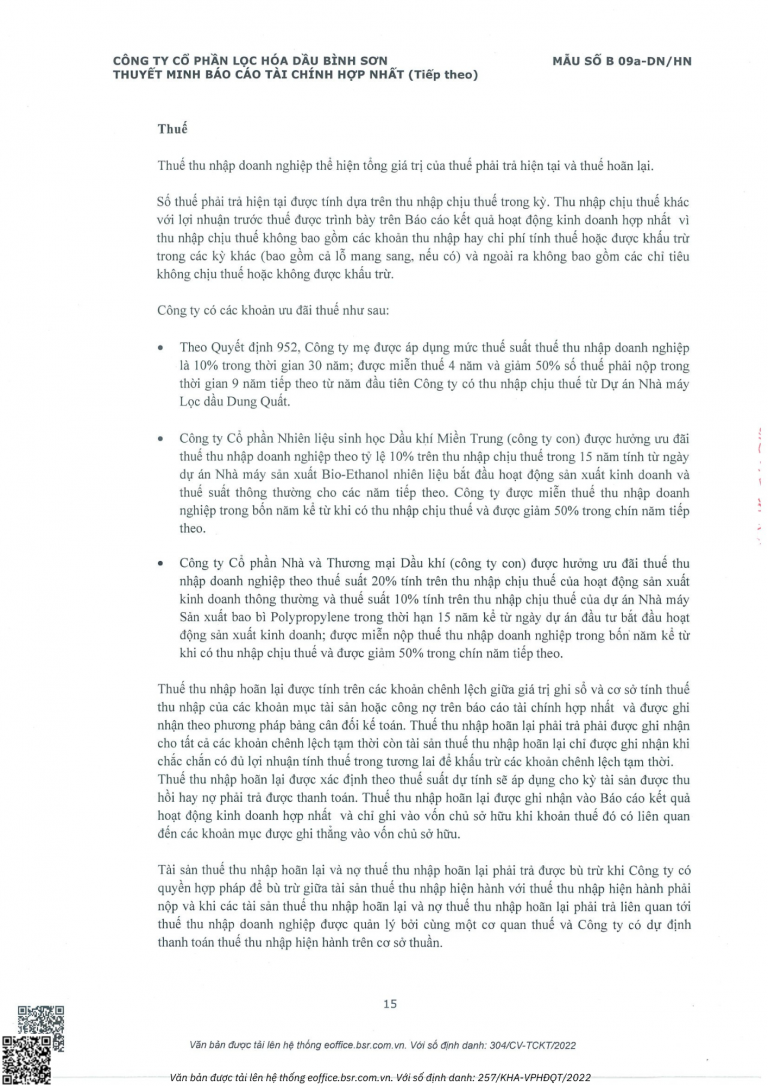 CÔNG TY CỔ PHẦN LỌC HÓA DẦU BÌNH SƠN MẪU SỐ B 09a-DN/HN
THUYẾT MINH BÁO CÁO TÀI CHÍNH HỢP NHẤT (Tiếp theo)
Thuế
Thuế thu nhập doanh nghiệp thể hiện tổng giá trị của thuế phải trả hiện tại và thuế hoãn lại.
Số thuế phải trả hiện tại được tính dựa trên thu nhập chịu thuế trong kỳ. Thu nhập chịu thuế khác
với lợi nhuận trước thuế được trình bày trên Báo cáo kết quả hoạt động kinh doanh hợp nhất vì
thu nhập chịu thuế không bao gồm các khoản thu nhập hay chi phí tính thuế hoặc được khấu trừ
trong các kỳ khác (bao gồm cả lỗ mang sang, nếu có) và ngoài ra không bao gồm các chỉ tiêu
không chịu thuế hoặc không được khấu trừ.
Công ty có các khoản ưu đãi thuế như sau:
• Theo Quyết định 952, Công ty mẹ được áp dụng mức thuế suất thuế thu nhập doanh nghiệp
là 10% trong thời gian 30 năm; được miễn thuế 4 năm và giảm 50% số thuế phải nộp trong
thời gian 9 năm tiếp theo từ năm đầu tiên Công ty có thu nhập chịu thuế từ Dự án Nhà máy
Lọc dầu Dung Quất.
• Công ty Cổ phần Nhiên liệu sinh học Dầu khí Miền Trung (công ty con) được hưởng ưu đãi
thuế thu nhập doanh nghiệp theo tỷ lệ 10% trên thu nhập chịu thuế trong 15 năm tính từ ngày
dự án Nhà máy sản xuất Bio-Ethanol nhiên liệu bắt đầu hoạt động sản xuất kinh doanh và
thuế suất thông thường cho các năm tiếp theo. Công ty được miễn thuế thu nhập doanh
nghiệp trong bốn năm kể từ khi có thu nhập chịu thuế và được giảm 50% trong chín năm tiếp
theo.
• Công ty Cổ phần Nhà và Thương mại Dầu khí (công ty con) được hưởng ưu đãi thuế thu
nhập doanh nghiệp theo thuế suất 20% tính trên thu nhập chịu thuế của hoạt động sản xuất
kinh doanh thông thường và thuế suất 10% tính trên thu nhập chịu thuế của dự án Nhà máy
Sản xuất bao bì Polypropylene trong thời hạn 15 năm kể từ ngày dự án đầu tư bắt đầu hoạt
động sản xuất kinh doanh; được miễn nộp thuế thu nhập doanh nghiệp trong bốn năm kể từ
khi có thu nhập chịu thuế và được giảm 50% trong chín năm tiếp theo.
Thuế thu nhập hoãn lại được tính trên các khoản chênh lệch giữa giá trị ghi sổ và cơ sở tính thuế
thu nhập của các khoản mục tài sản hoặc công nợ trên báo cáo tài chính hợp nhất và được ghi
nhận theo phương pháp bảng cân đối kế toán. Thuế thu nhập hoãn lại phải trả phải được ghi nhận
cho tất cả các khoản chênh lệch tạm thời còn tài sản thuế thu nhập hoãn lại chỉ được ghi nhận khi
chắc chắn có đủ lợi nhuận tính thuế trong tương lai để khấu trừ các khoản chênh lệch tạm thời.
Thuế thu nhập hoãn lại được xác định theo thuế suất dự tính sẽ áp dụng cho kỳ tài sản được thu
hồi hay nợ phải trả được thanh toán. Thuế thu nhập hoãn lại được ghi nhận vào Báo cáo kết quả
hoạt động kinh doanh hợp nhất và chỉ ghi vào vốn chủ sở hữu khi khoản thuế đó có liên quan
đến các khoản mục được ghi thẳng vào vốn chủ sở hữu.
Tài sản thuế thu nhập hoãn lại và nợ thuế thu nhập hoãn lại phải trả được bù trừ khi Công ty có
quyền hợp pháp để bù trừ giữa tài sản thuế thu nhập hiện hành với thuế thu nhập hiện hành phải
nộp và khi các tài sản thuế thu nhập hoãn lại và nợ thuế thu nhập hoãn lại phải trả liên quan tới
thuế thu nhập doanh nghiệp được quản lý bởi cùng một cơ quan thuế và Công ty có dự định
thanh toán thuế thu nhập hiện hành trên cơ sở thuần.
15
Văn bản được tải lên hệ thống eoffice.bsr.com.vn. Với số định danh: 304/CV-TCKT/2022
Văn bản được tải lên hệ thống eoffice.bsr.com.vn. Với số định danh: 257/KHA-VPHĐQT/2022